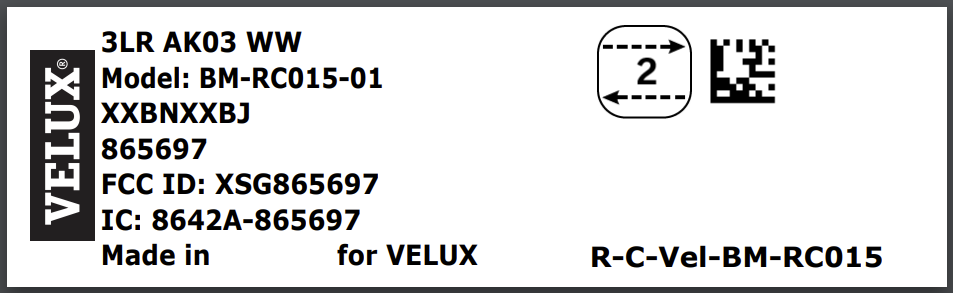 VELUX®
3LR AK03 WW
Model: BM-RC015-01
XXBNXXBJ
865697
FCC ID: XSG865697
IC: 8642A-865697
Made in for VELUX
2
R-C-Vel-BM-RC015